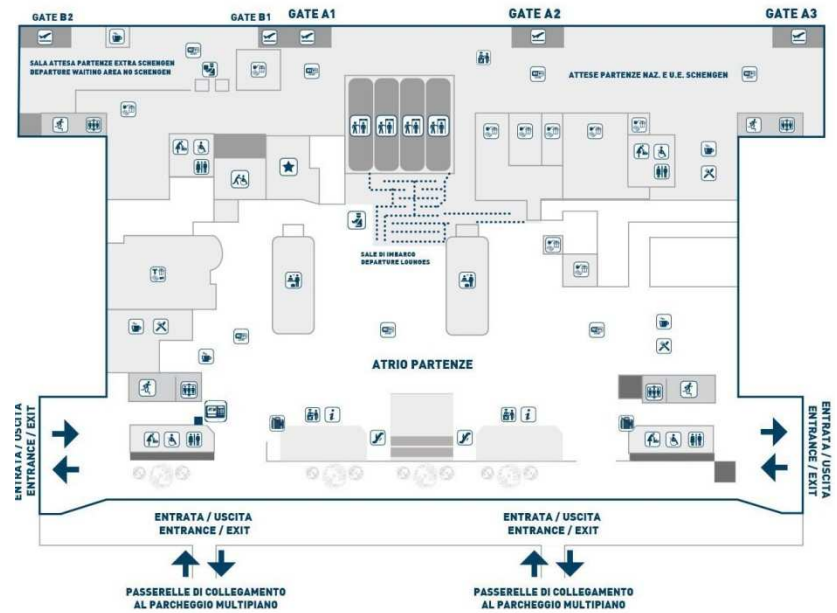 GATE B2
GATE B1
GATE A1
GATE A2
GATE A3
SALA ATTESA PARTENZE EXTRA SCHENGEN
DEPARTURE WAITING AREA NO SCHENGEN
ATTESE PARTENZE NAZ. E U.E. SCHENGEN
SALE DI IMBARCO
DEPARTURE LOUNGES
ATRIO PARTENZE
ENTRATA / USCITA
ENTRANCE / EXIT
ENTRATA / USCITA
ENTRANCE / EXIT
ENTRATA / USCITA
ENTRANCE / EXIT
ENTRATA / USCITA
ENTRANCE / EXIT
PASSERELLE DI COLLEGAMENTO
AL PARCHEGGIO MULTIPIANO
PASSERELLE DI COLLEGAMENTO
AL PARCHEGGIO MULTIPIANO